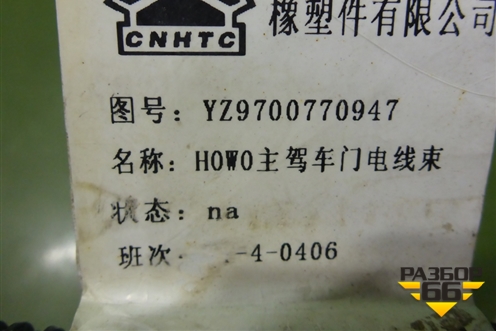 CNHTC
橡塑件有限公司
图号: YZ9700770947
名称: HOWO主驾车门电线束
状态: na
班次 -4-0406
РАЗБОР
66